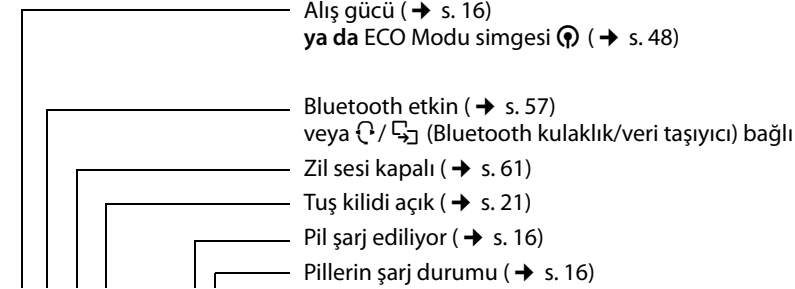 Alış gücü ( ➔ s. 16)
ya da ECO Modu simgesi ( ➔ s. 48)
Bluetooth etkin ( ➔ s. 57)
veya / (Bluetooth kulaklık/veri taşıyıcı) bağlı
Zil sesi kapalı ( ➔ s. 61)
Tuş kilidi açık ( ➔ s. 21)
Pil şarj ediliyor ( ➔ s. 16)
Pillerin şarj durumu ( ➔ s. 16)